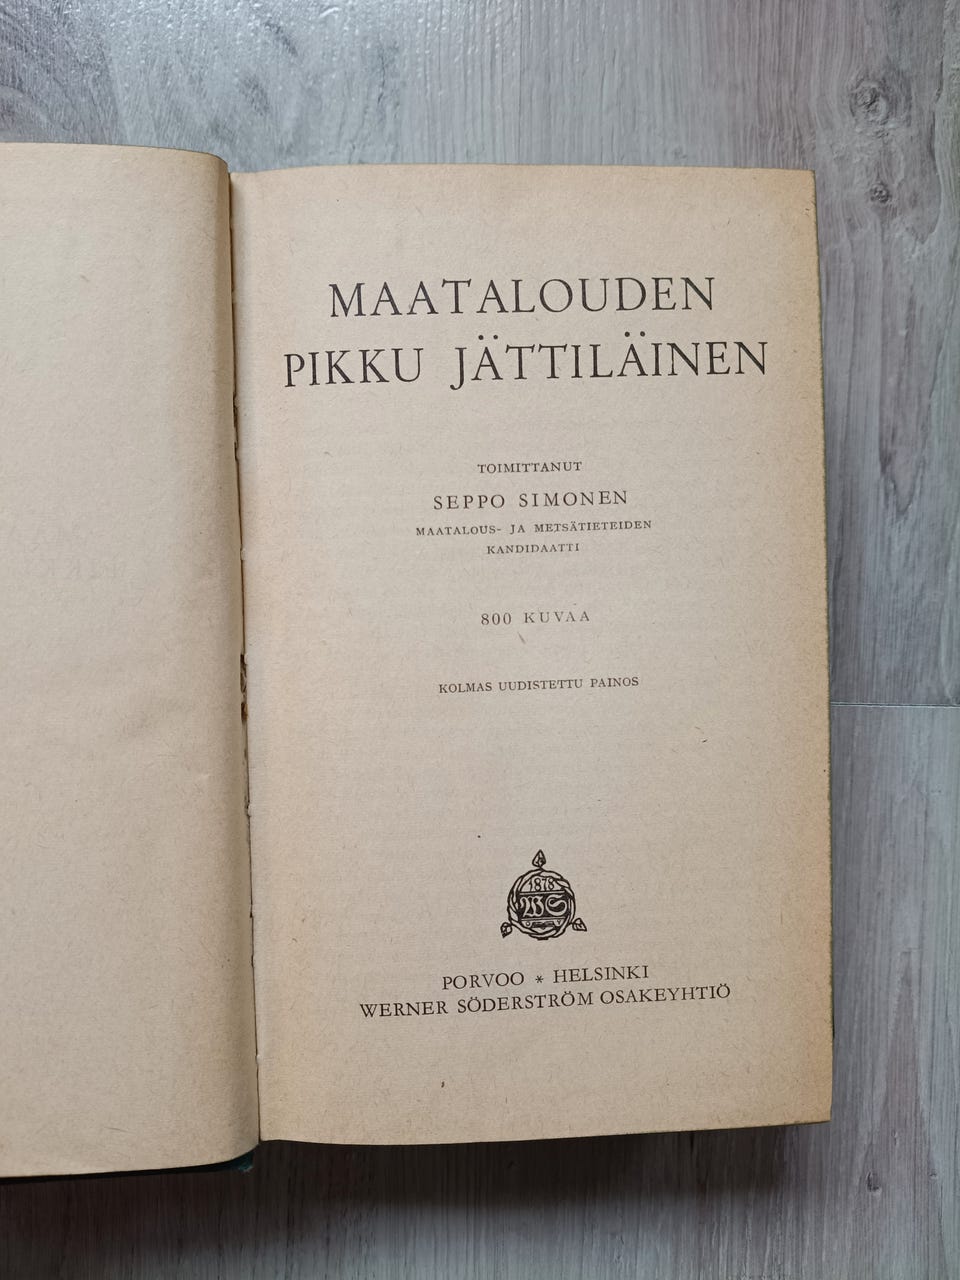 MAATALOUDEN
PIKKU JÄTTILÄINEN
TOIMITTANUT
SEPPO SIMONEN
MAATALOUS- JA METSÄTIETEIDEN
KANDIDAATTI
800 KUVAA
KOLMAS UUDISTETTU PAINOS
1878
WS
PORVOO * HELSINKI
WERNER SÖDERSTRÖM OSAKEYHTIÖ